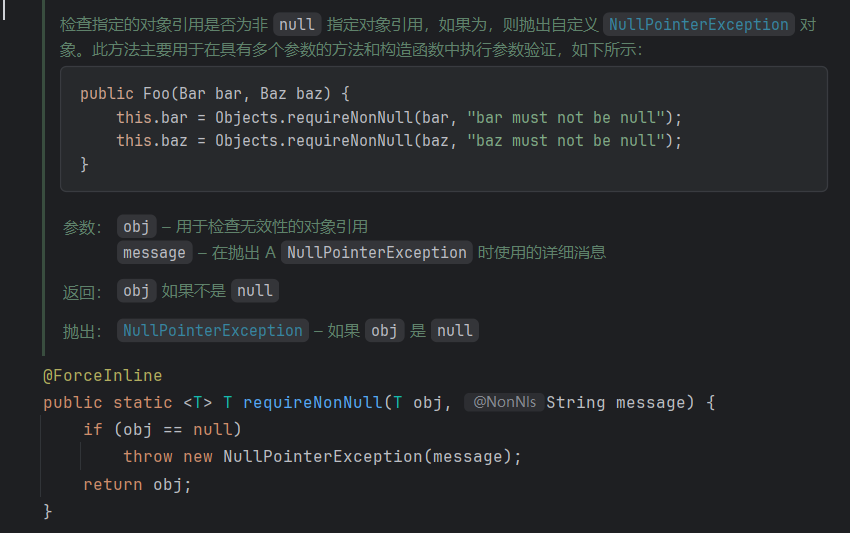 检查指定的对象引用是否为非 null 指定对象引用，如果为，则抛出自定义 NullPointerException 对
象。此方法主要用于在具有多个参数的方法和构造函数中执行参数验证，如下所示：
public Foo(Bar bar, Baz baz) {
    this.bar = Objects.requireNonNull(bar, "bar must not be null");
    this.baz = Objects.requireNonNull(baz, "baz must not be null");
}
参数： obj – 用于检查无效性的对象引用
message – 在抛出 A NullPointerException 时使用的详细消息
返回： obj 如果不是 null
抛出： NullPointerException – 如果 obj 是 null
@ForceInline
public static <T> T requireNonNull(T obj, @NonNls String message) {
    if (obj == null)
        throw new NullPointerException(message);
    return obj;
}